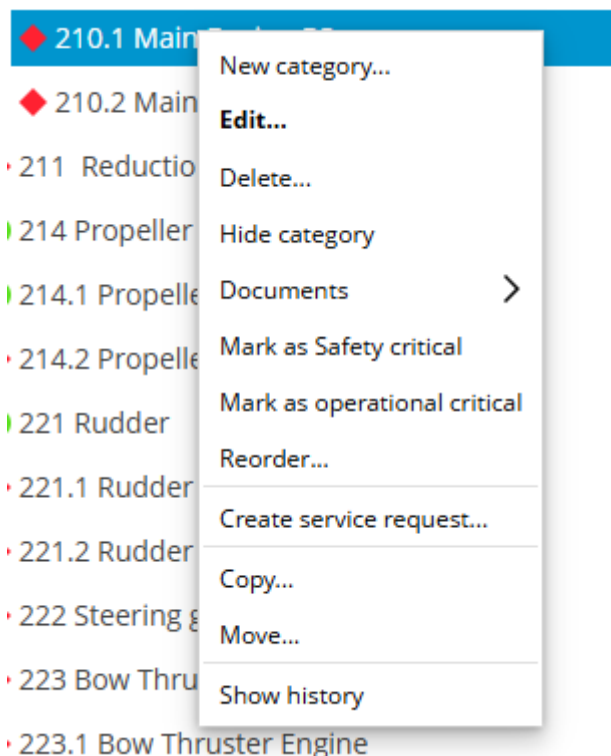 210.1 Main
210.2 Main
211 Reductio
214 Propeller
214.1 Propelle
214.2 Propelle
221 Rudder
221.1 Rudder
221.2 Rudder
222 Steering
223 Bow Thru
223.1 Bow Thruster Engine
New category...
Edit...
Delete...
Hide category
Documents
Mark as Safety critical
Mark as operational critical
Reorder...
Create service request...
Copy...
Move...
Show history